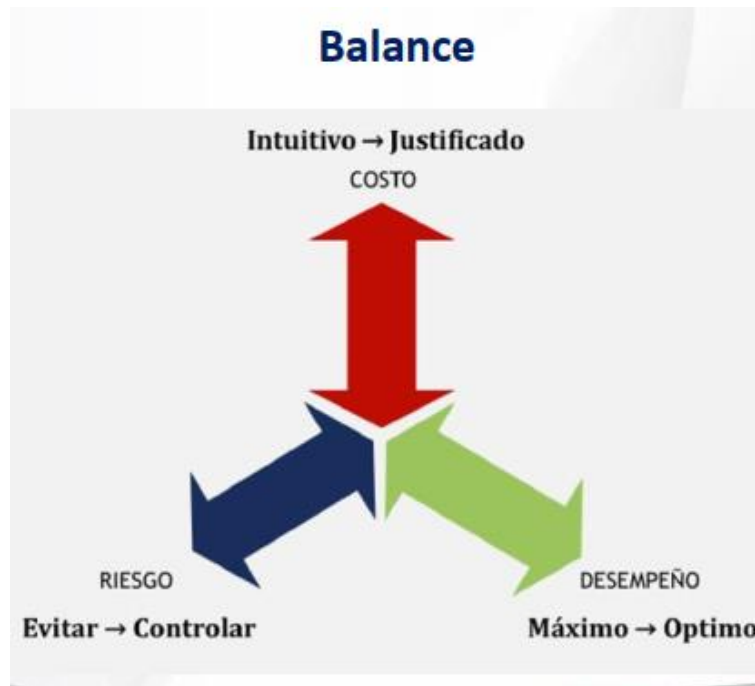 Balance
Intuitivo → Justificado
COSTO
RIESGO
DESEMPEÑO
Evitar → Controlar
Máximo → Optimo